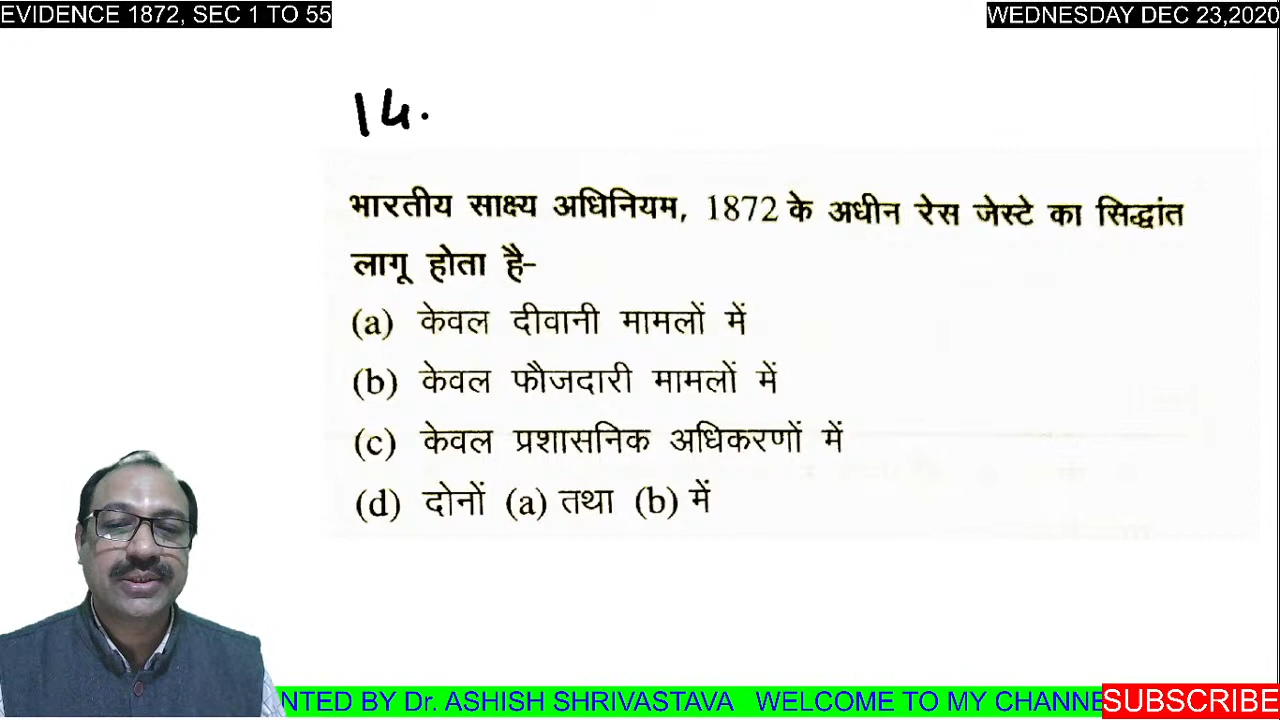 EVIDENCE 1872, SEC 1 TO 55
WEDNESDAY DEC 23,2020
14.
भारतीय साक्ष्य अधिनियम, 1872 के अधीन रेस जेस्टे का सिद्धांत
लागू होता है-
(a) केवल दीवानी मामलों में
(b) केवल फौजदारी मामलों में
(c) केवल प्रशासनिक अधिकरणों में
(d) दोनों (a) तथा (b) में
NTED BY Dr. ASHISH SHRIVASTAVA WELCOME TO MY CHANNE
SUBSCRIBE